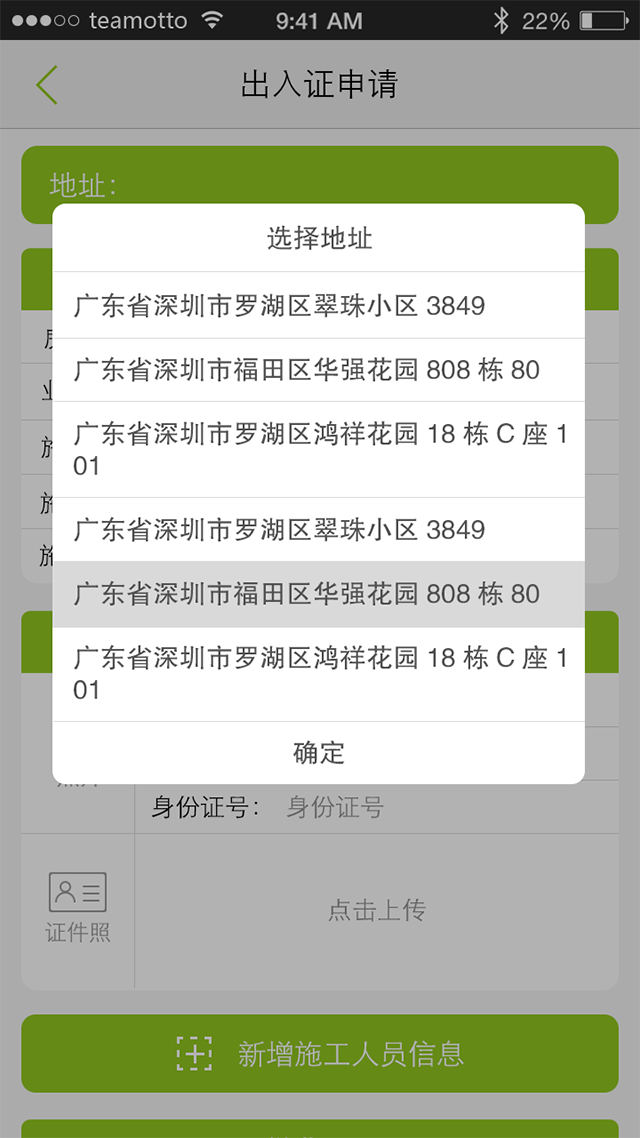 teamotto 9:41 AM 22%
出入证申请
地址：
选择地址
广东省深圳市罗湖区翠珠小区 3849
广东省深圳市福田区华强花园 808 栋 80
广东省深圳市罗湖区鸿祥花园 18 栋 C 座 1
01
广东省深圳市罗湖区翠珠小区 3849
广东省深圳市福田区华强花园 808 栋 80
广东省深圳市罗湖区鸿祥花园 18 栋 C 座 1
01
确定
身份证号： 身份证号
证件照
点击上传
新增施工人员信息